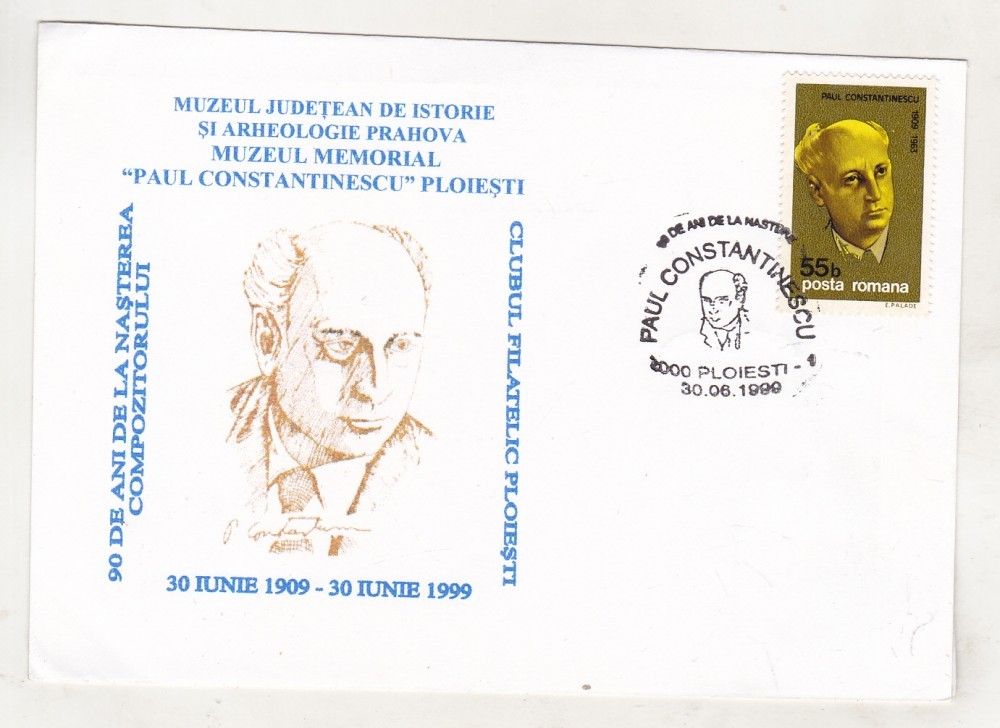 MUZEUL JUDEȚEAN DE ISTORIE
ȘI ARHEOLOGIE PRAHOVA
MUZEUL MEMORIAL
“PAUL CONSTANTINESCU” PLOIEȘTI
90 DE ANI DE LA NAȘTEREA
COMPOZITORULUI
CLUBUL FILATELIC PLOIEȘTI
P Constantinescu
30 IUNIE 1909 - 30 IUNIE 1999
PAUL CONSTANTINESCU
1909 1963
55b
posta romana
E.PALADE
90 DE ANI DE LA NASTERE
PAUL CONSTANTINESCU
2000 PLOIESTI - 1
30.06.1999